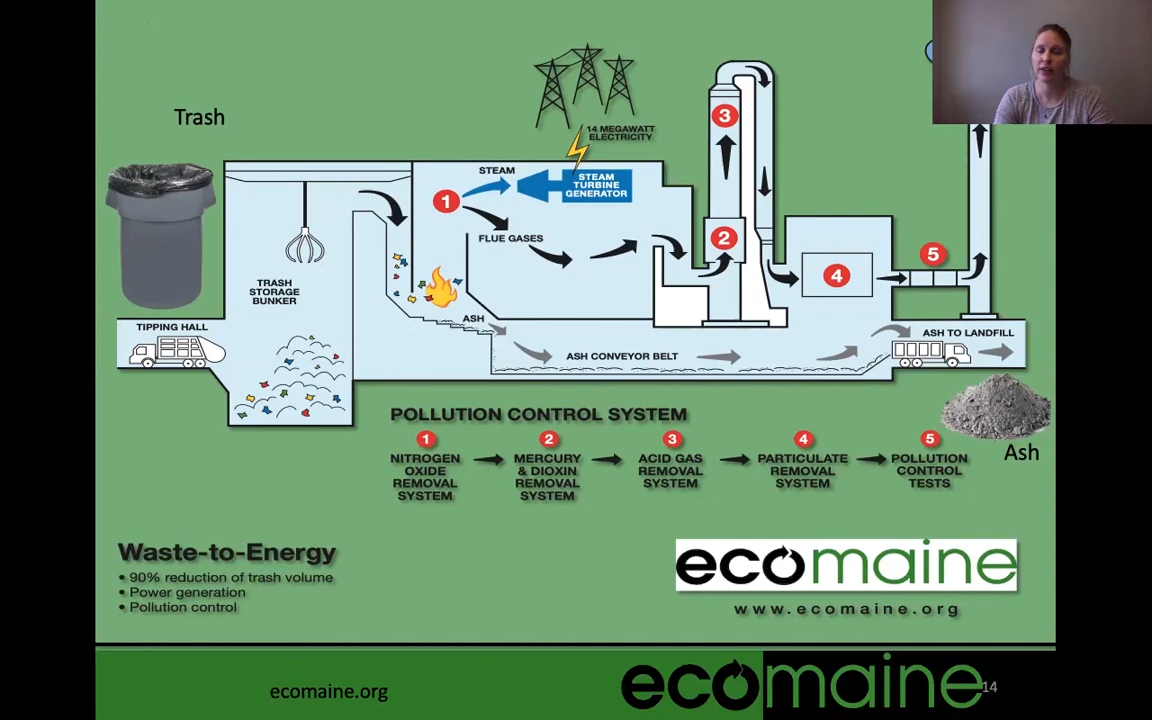 Trash
14 MEGAWATT
ELECTRICITY
3
STEAM
STEAM
TURBINE
GENERATOR
1
FLUE GASES
2
5
4
TRASH
STORAGE
BUNKER
TIPPING HALL
ASH
ASH CONVEYOR BELT
ASH TO LANDFILL
POLLUTION CONTROL SYSTEM
Ash
1
NITROGEN
OXIDE
REMOVAL
SYSTEM
2
MERCURY
& DIOXIN
REMOVAL
SYSTEM
3
ACID GAS
REMOVAL
SYSTEM
4
PARTICULATE
REMOVAL
SYSTEM
5
POLLUTION
CONTROL
TESTS
Waste-to-Energy
• 90% reduction of trash volume
• Power generation
• Pollution control
ecomaine
www.ecomaine.org
ecomaine.org
ecomaine
14